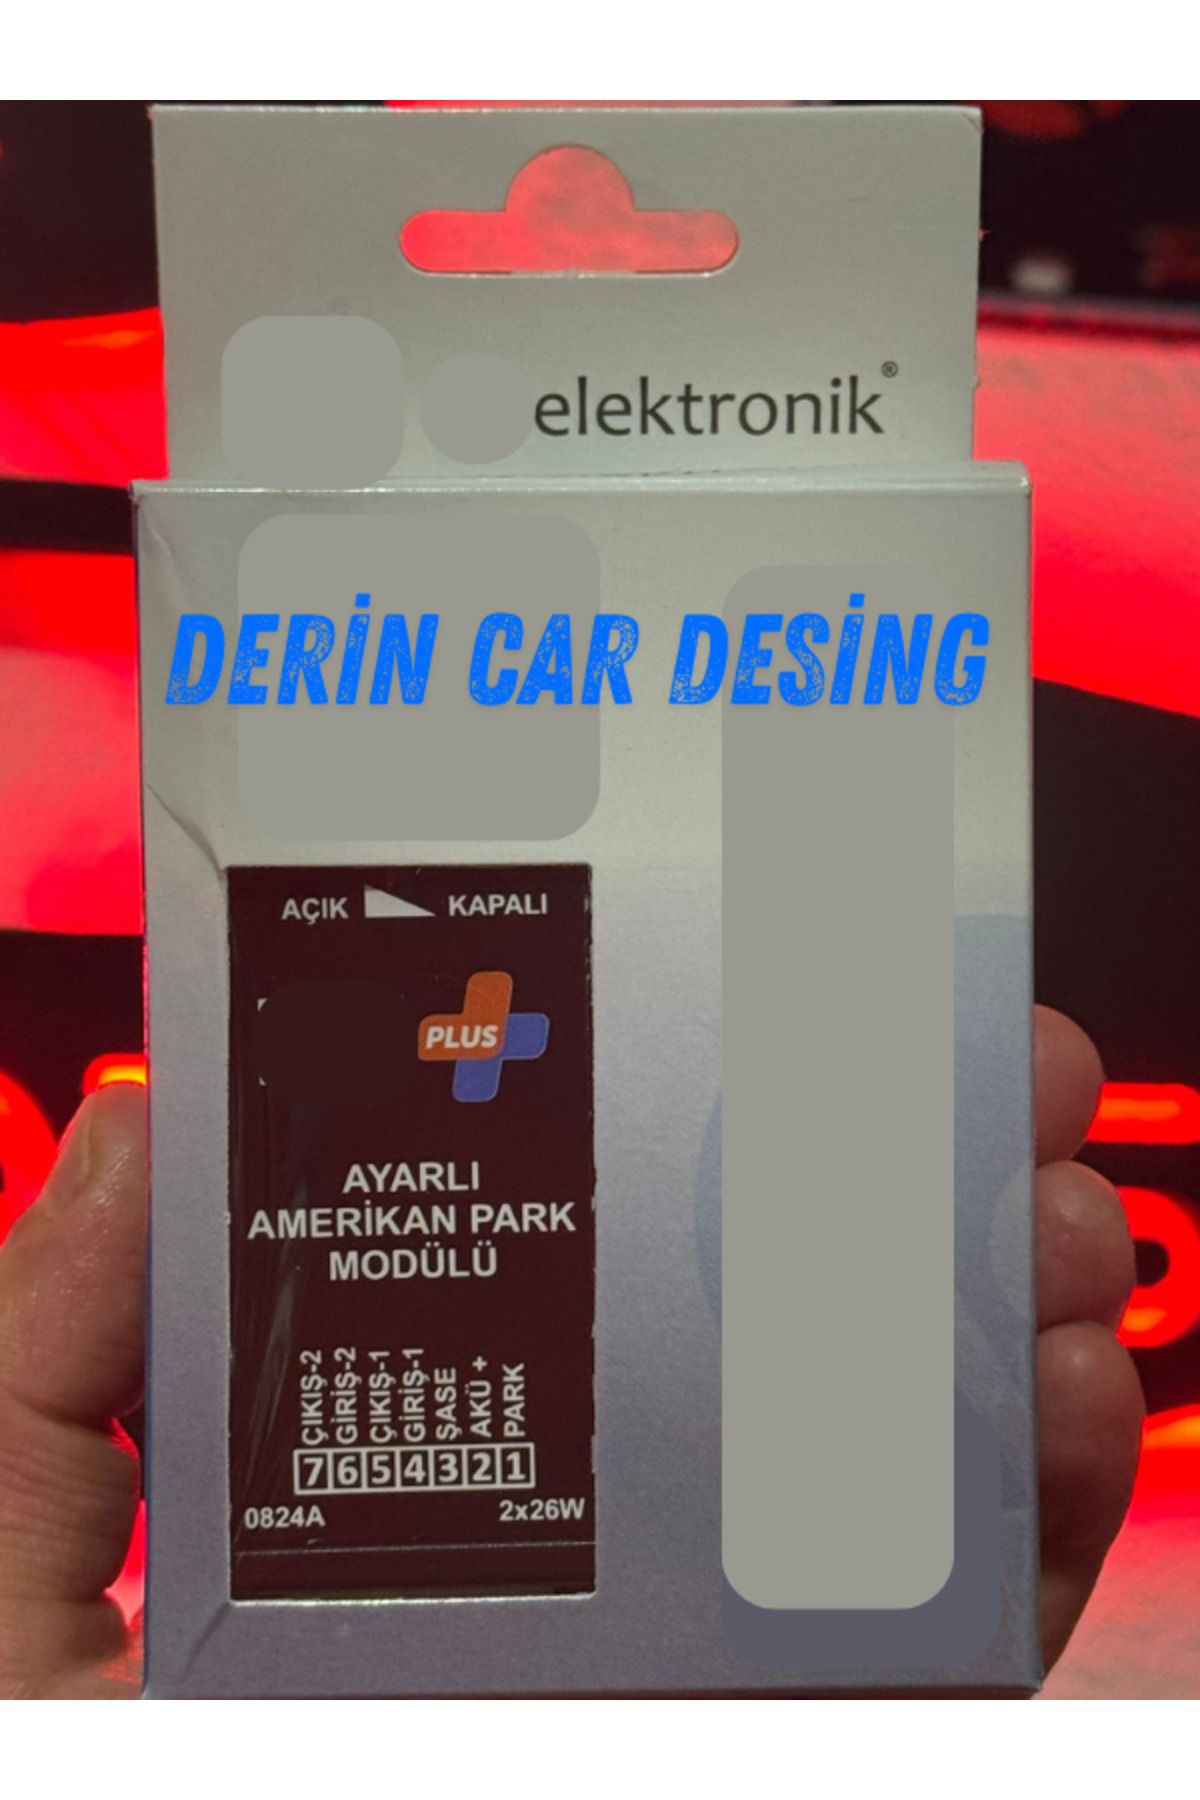 elektronik®
DERİN CAR DESİNG
AÇIK KAPALI
PLUS
AYARLI
AMERİKAN PARK
MODÜLÜ
ÇIKIŞ-2
GİRİŞ-2
ÇIKIŞ-1
GİRİŞ-1
ŞASE
AKÜ +
PARK
7 6 5 4 3 2 1
0824A 2x26W